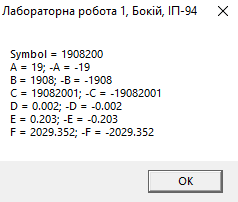 Лабораторна робота 1, Бокій, ІП-94
Symbol = 1908200
A = 19; -A = -19
B = 1908; -B = -1908
C = 19082001; -C = -19082001
D = 0.002; -D = -0.002
E = 0.203; -E = -0.203
F = 2029.352; -F = -2029.352
OK